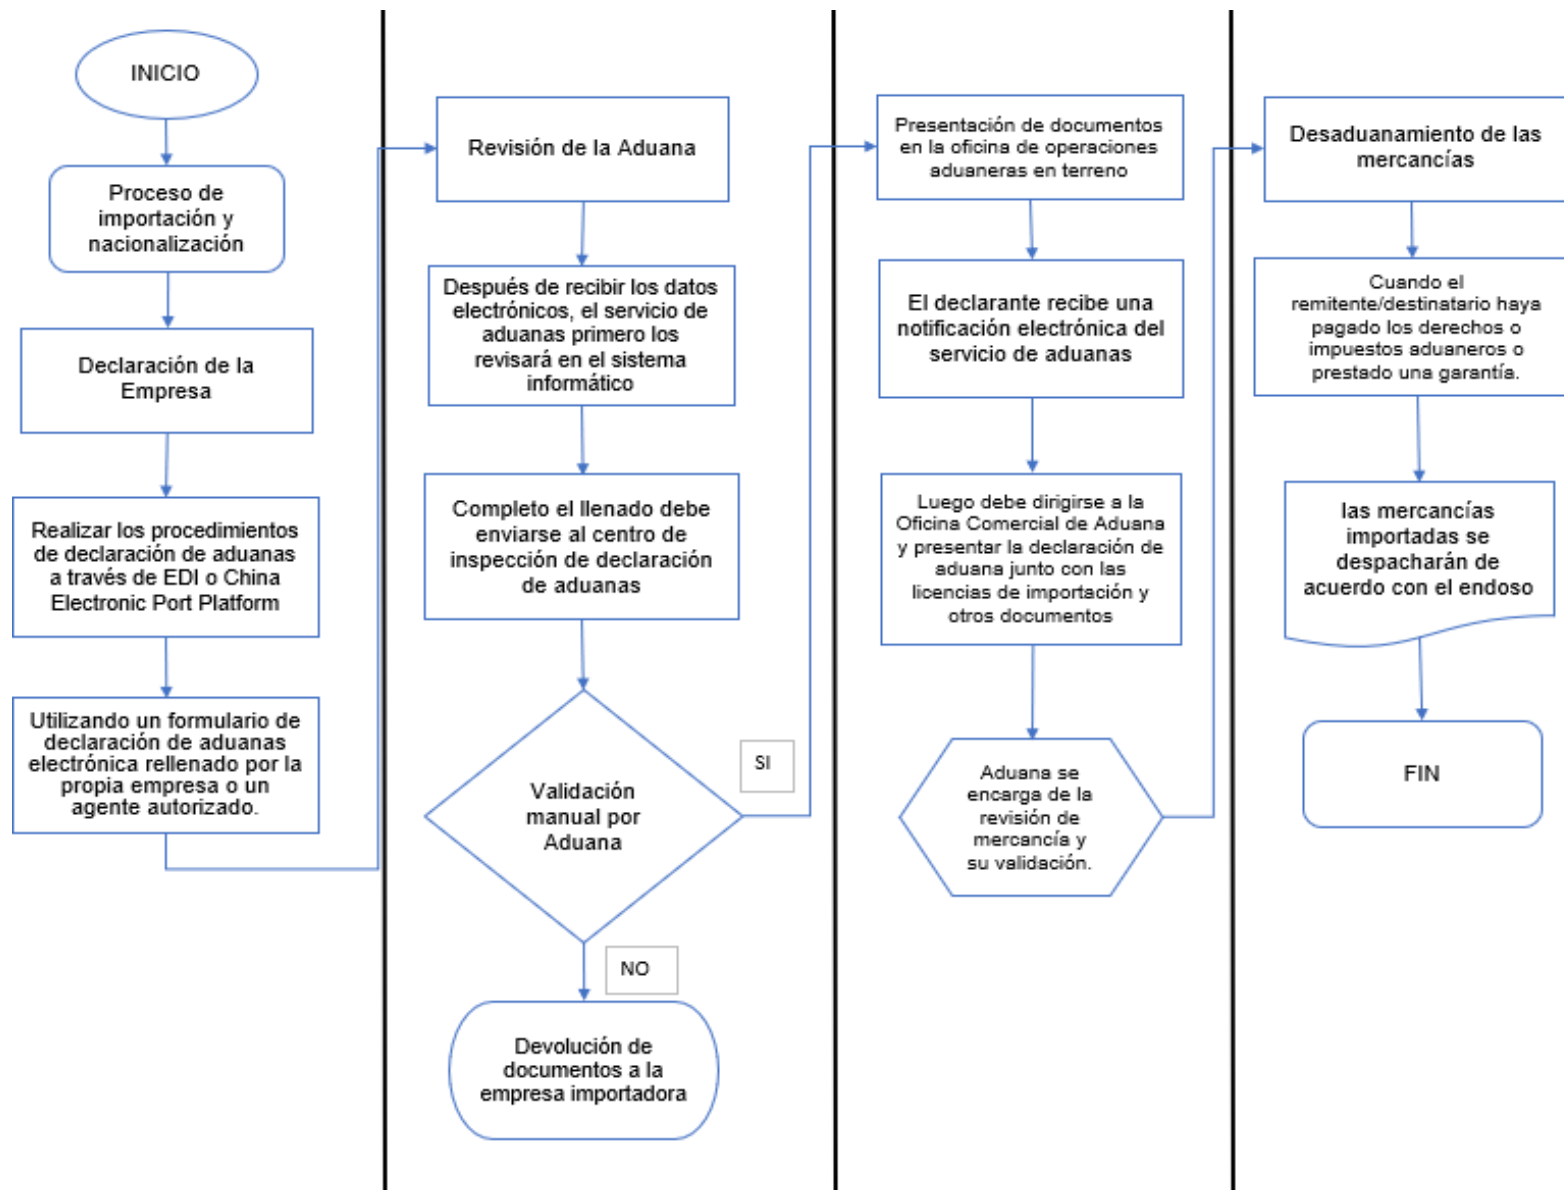 INICIO
Proceso de
importación y
nacionalización
Declaración de la
Empresa
Realizar los procedimientos
de declaración de aduanas
a través de EDI o China
Electronic Port Platform
Utilizando un formulario de
declaración de aduanas
electrónica rellenado por la
propia empresa o un
agente autorizado.
Revisión de la Aduana
Después de recibir los datos
electrónicos, el servicio de
aduanas primero los
revisará en el sistema
informático
Completo el llenado debe
enviarse al centro de
inspección de declaración
de aduanas
Validación
manual por
Aduana
SI
NO
Devolución de
documentos a la
empresa importadora
Presentación de documentos
en la oficina de operaciones
aduaneras en terreno
El declarante recibe una
notificación electrónica del
servicio de aduanas
Luego debe dirigirse a la
Oficina Comercial de Aduana
y presentar la declaración de
aduana junto con las
licencias de importación y
otros documentos
Aduana se
encarga de la
revisión de
mercancía y
su validación.
Desaduanamiento de las
mercancías
Cuando el
remitente/destinatario haya
pagado los derechos o
impuestos aduaneros o
prestado una garantía.
las mercancías
importadas se
despacharán de
acuerdo con el endoso
FIN